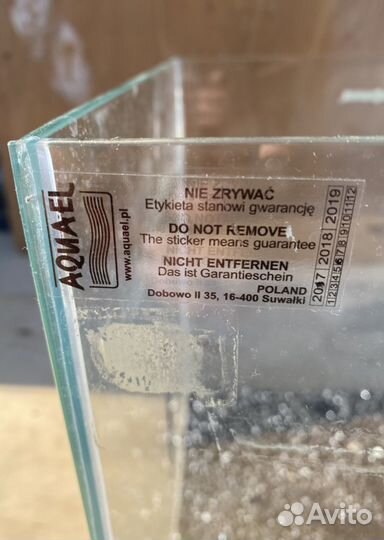 AQUAEL
www.aquael.pl
NIE ZRYWAĆ
Etykieta stanowi gwarancję
DO NOT REMOVE
The sticker means guarantee
NICHT ENTFERNEN
Das ist Garantieschein
POLAND
Dobowo II 35, 16-400 Suwałki
2017 2018 2019
1 2 3 4 5 6 7 8 9 10 11 12
Avito